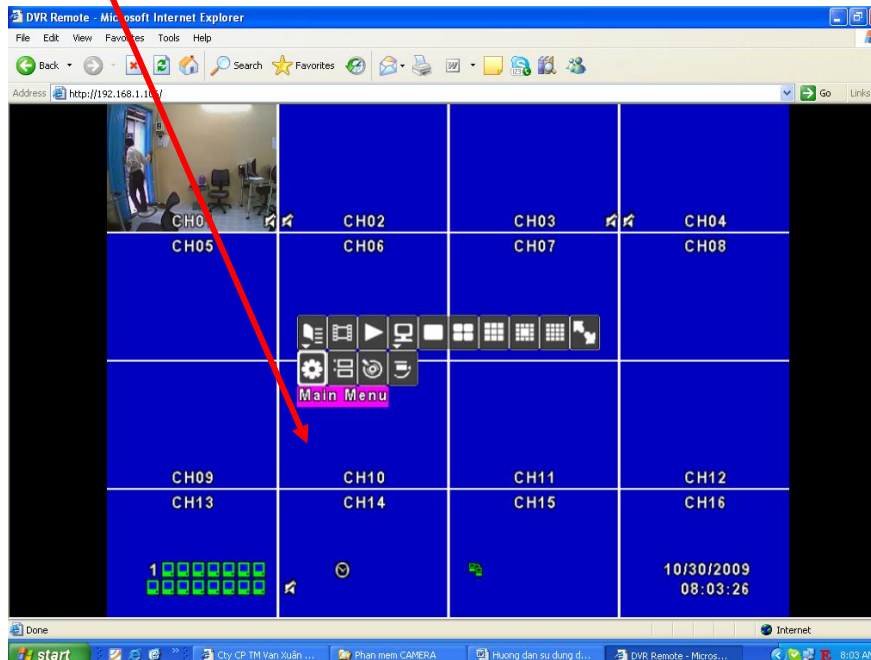 DVR Remote - Microsoft Internet Explorer
File Edit View Favorites Tools Help
Back Search Favorites
Address http://192.168.1.106/ Go Links
CH02 CH03 CH04
CH05 CH06 CH07 CH08
Main Menu
CH09 CH10 CH11 CH12
CH13 CH14 CH15 CH16
1
10/30/2009
08:03:26
Done Internet
start Cty CP TM Van Xuân ... Phan mem CAMERA Huong dan su dung d... DVR Remote - Micros... 8:03 AM